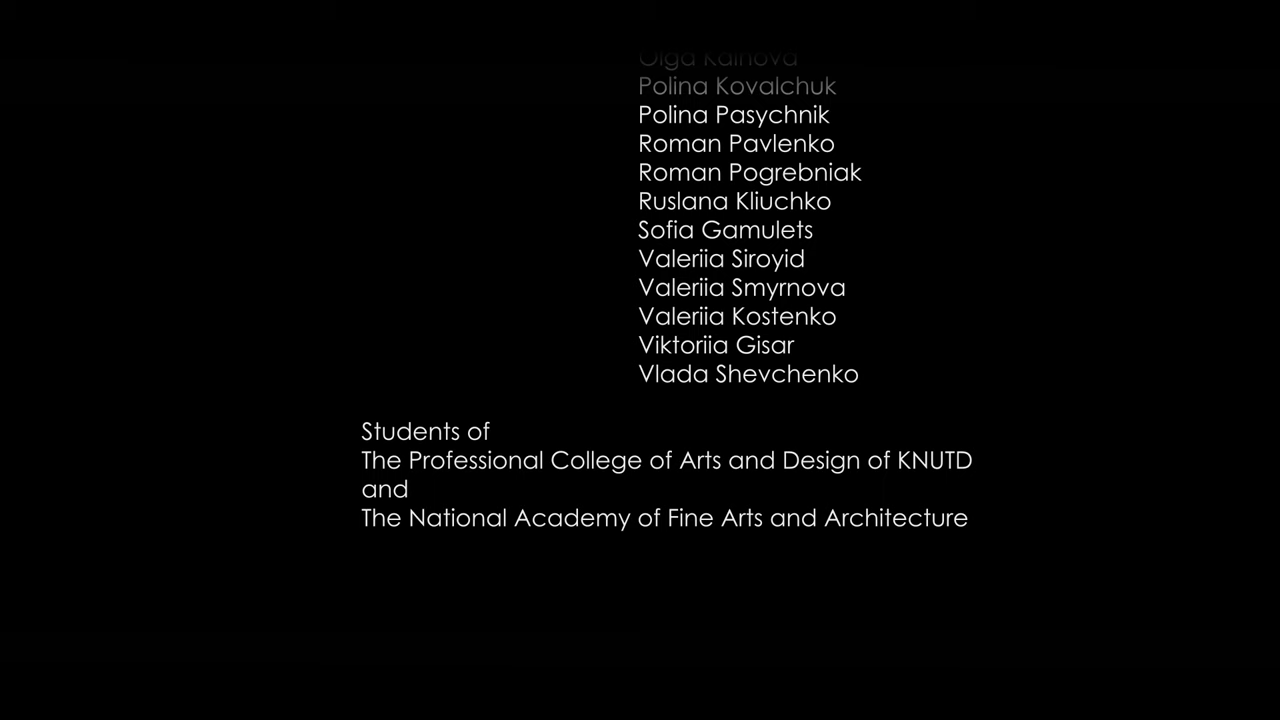 Olga
Polina Kovalchuk
Polina Pasychnik
Roman Pavlenko
Roman Pogrebniak
Ruslana Kliuchko
Sofia Gamulets
Valeriia Siroyid
Valeriia Smyrnova
Valeriia Kostenko
Viktoriia Gisar
Vlada Shevchenko
Students of
The Professional College of Arts and Design of KNUTD
and
The National Academy of Fine Arts and Architecture